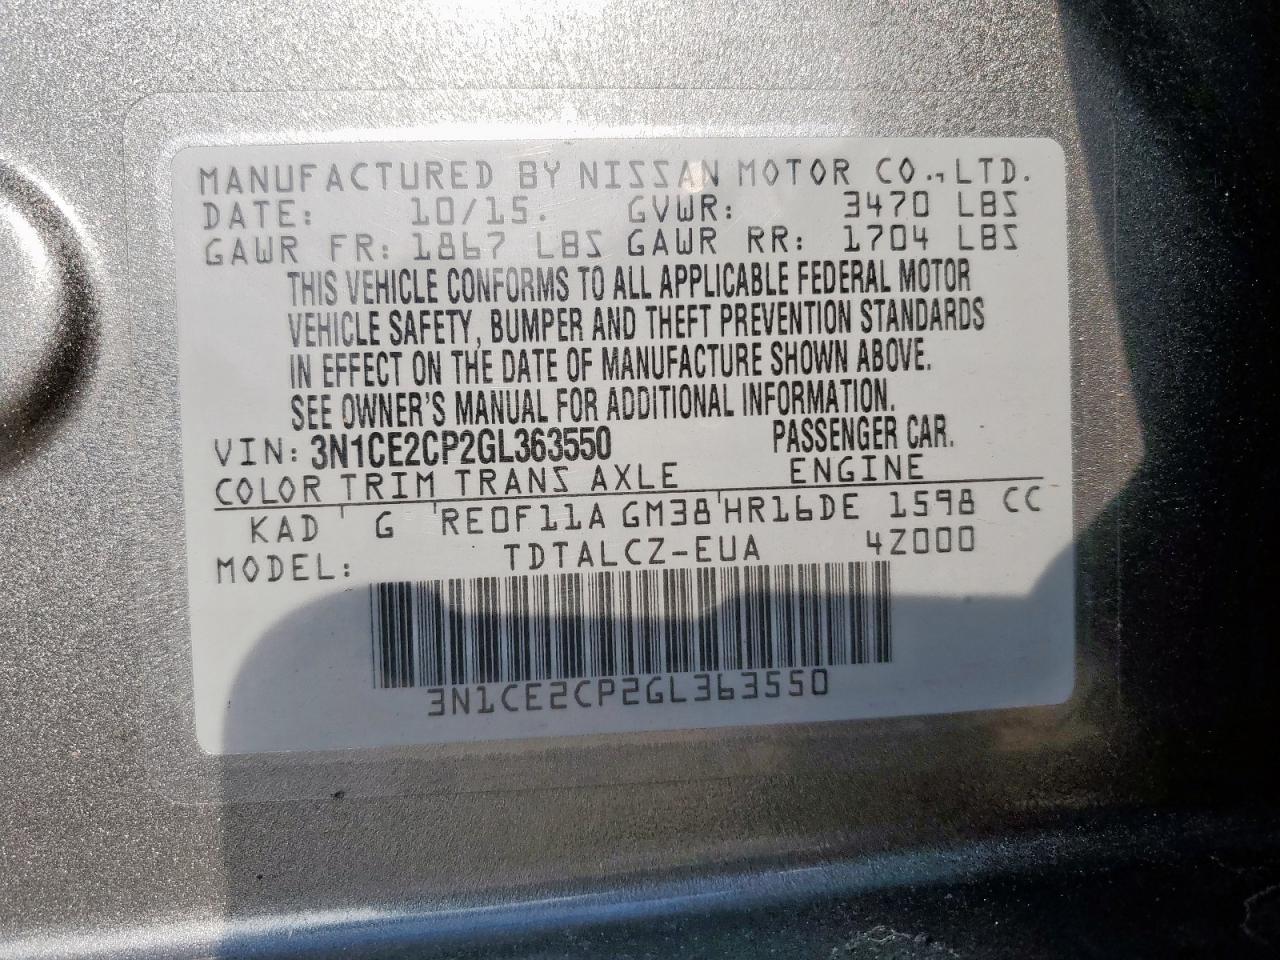 MANUFACTURED BY NISSAN MOTOR CO., LTD.
DATE: 10/15. GVWR: 3470 LBS
GAWR FR: 1867 LBS GAWR RR: 1704 LBS
THIS VEHICLE CONFORMS TO ALL APPLICABLE FEDERAL MOTOR
VEHICLE SAFETY, BUMPER AND THEFT PREVENTION STANDARDS
IN EFFECT ON THE DATE OF MANUFACTURE SHOWN ABOVE.
SEE OWNER'S MANUAL FOR ADDITIONAL INFORMATION.
VIN: 3N1CE2CP2GL363550 PASSENGER CAR.
COLOR TRIM TRANS AXLE ENGINE
KAD ' G ' RE0F11A GM38 ' HR16DE 1598 CC
MODEL: TDTALCZ-EUA 4Z000
3N1CE2CP2GL363550